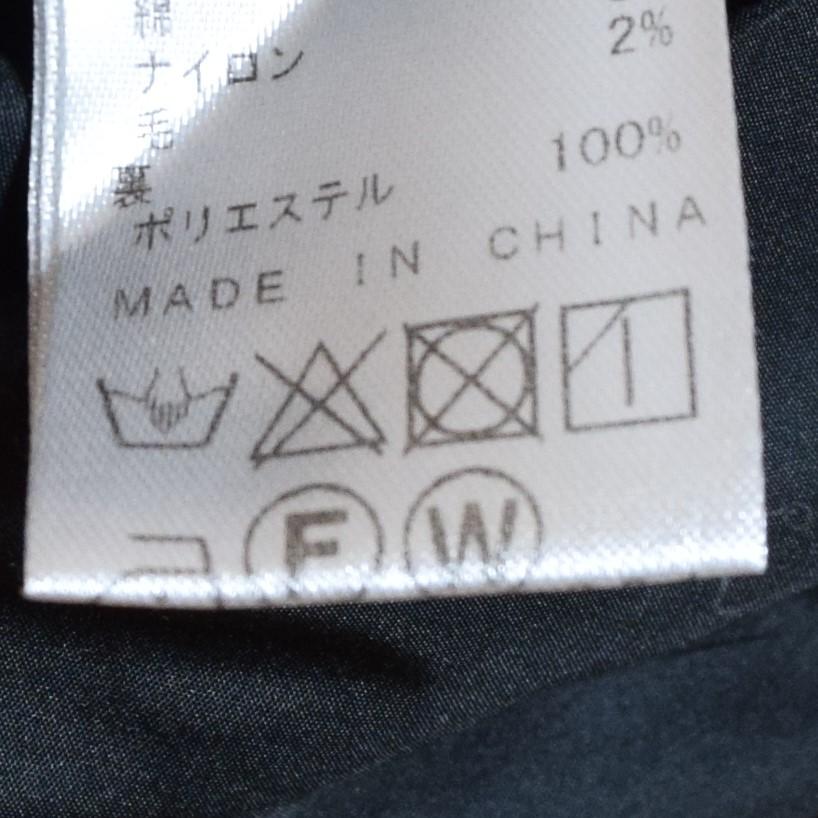 綿
ナイロン 2%
毛
裏 100%
ポリエステル
MADE IN CHINA
F W